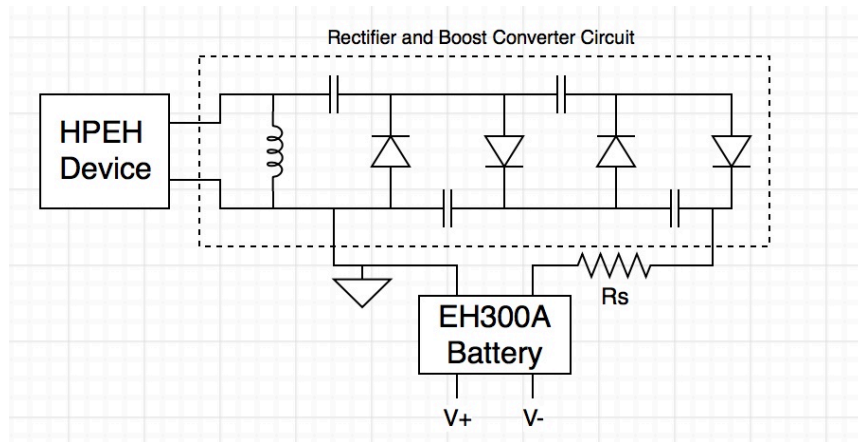 Rectifier and Boost Converter Circuit
HPEH
Device
Rs
EH300A
Battery
V+
V-